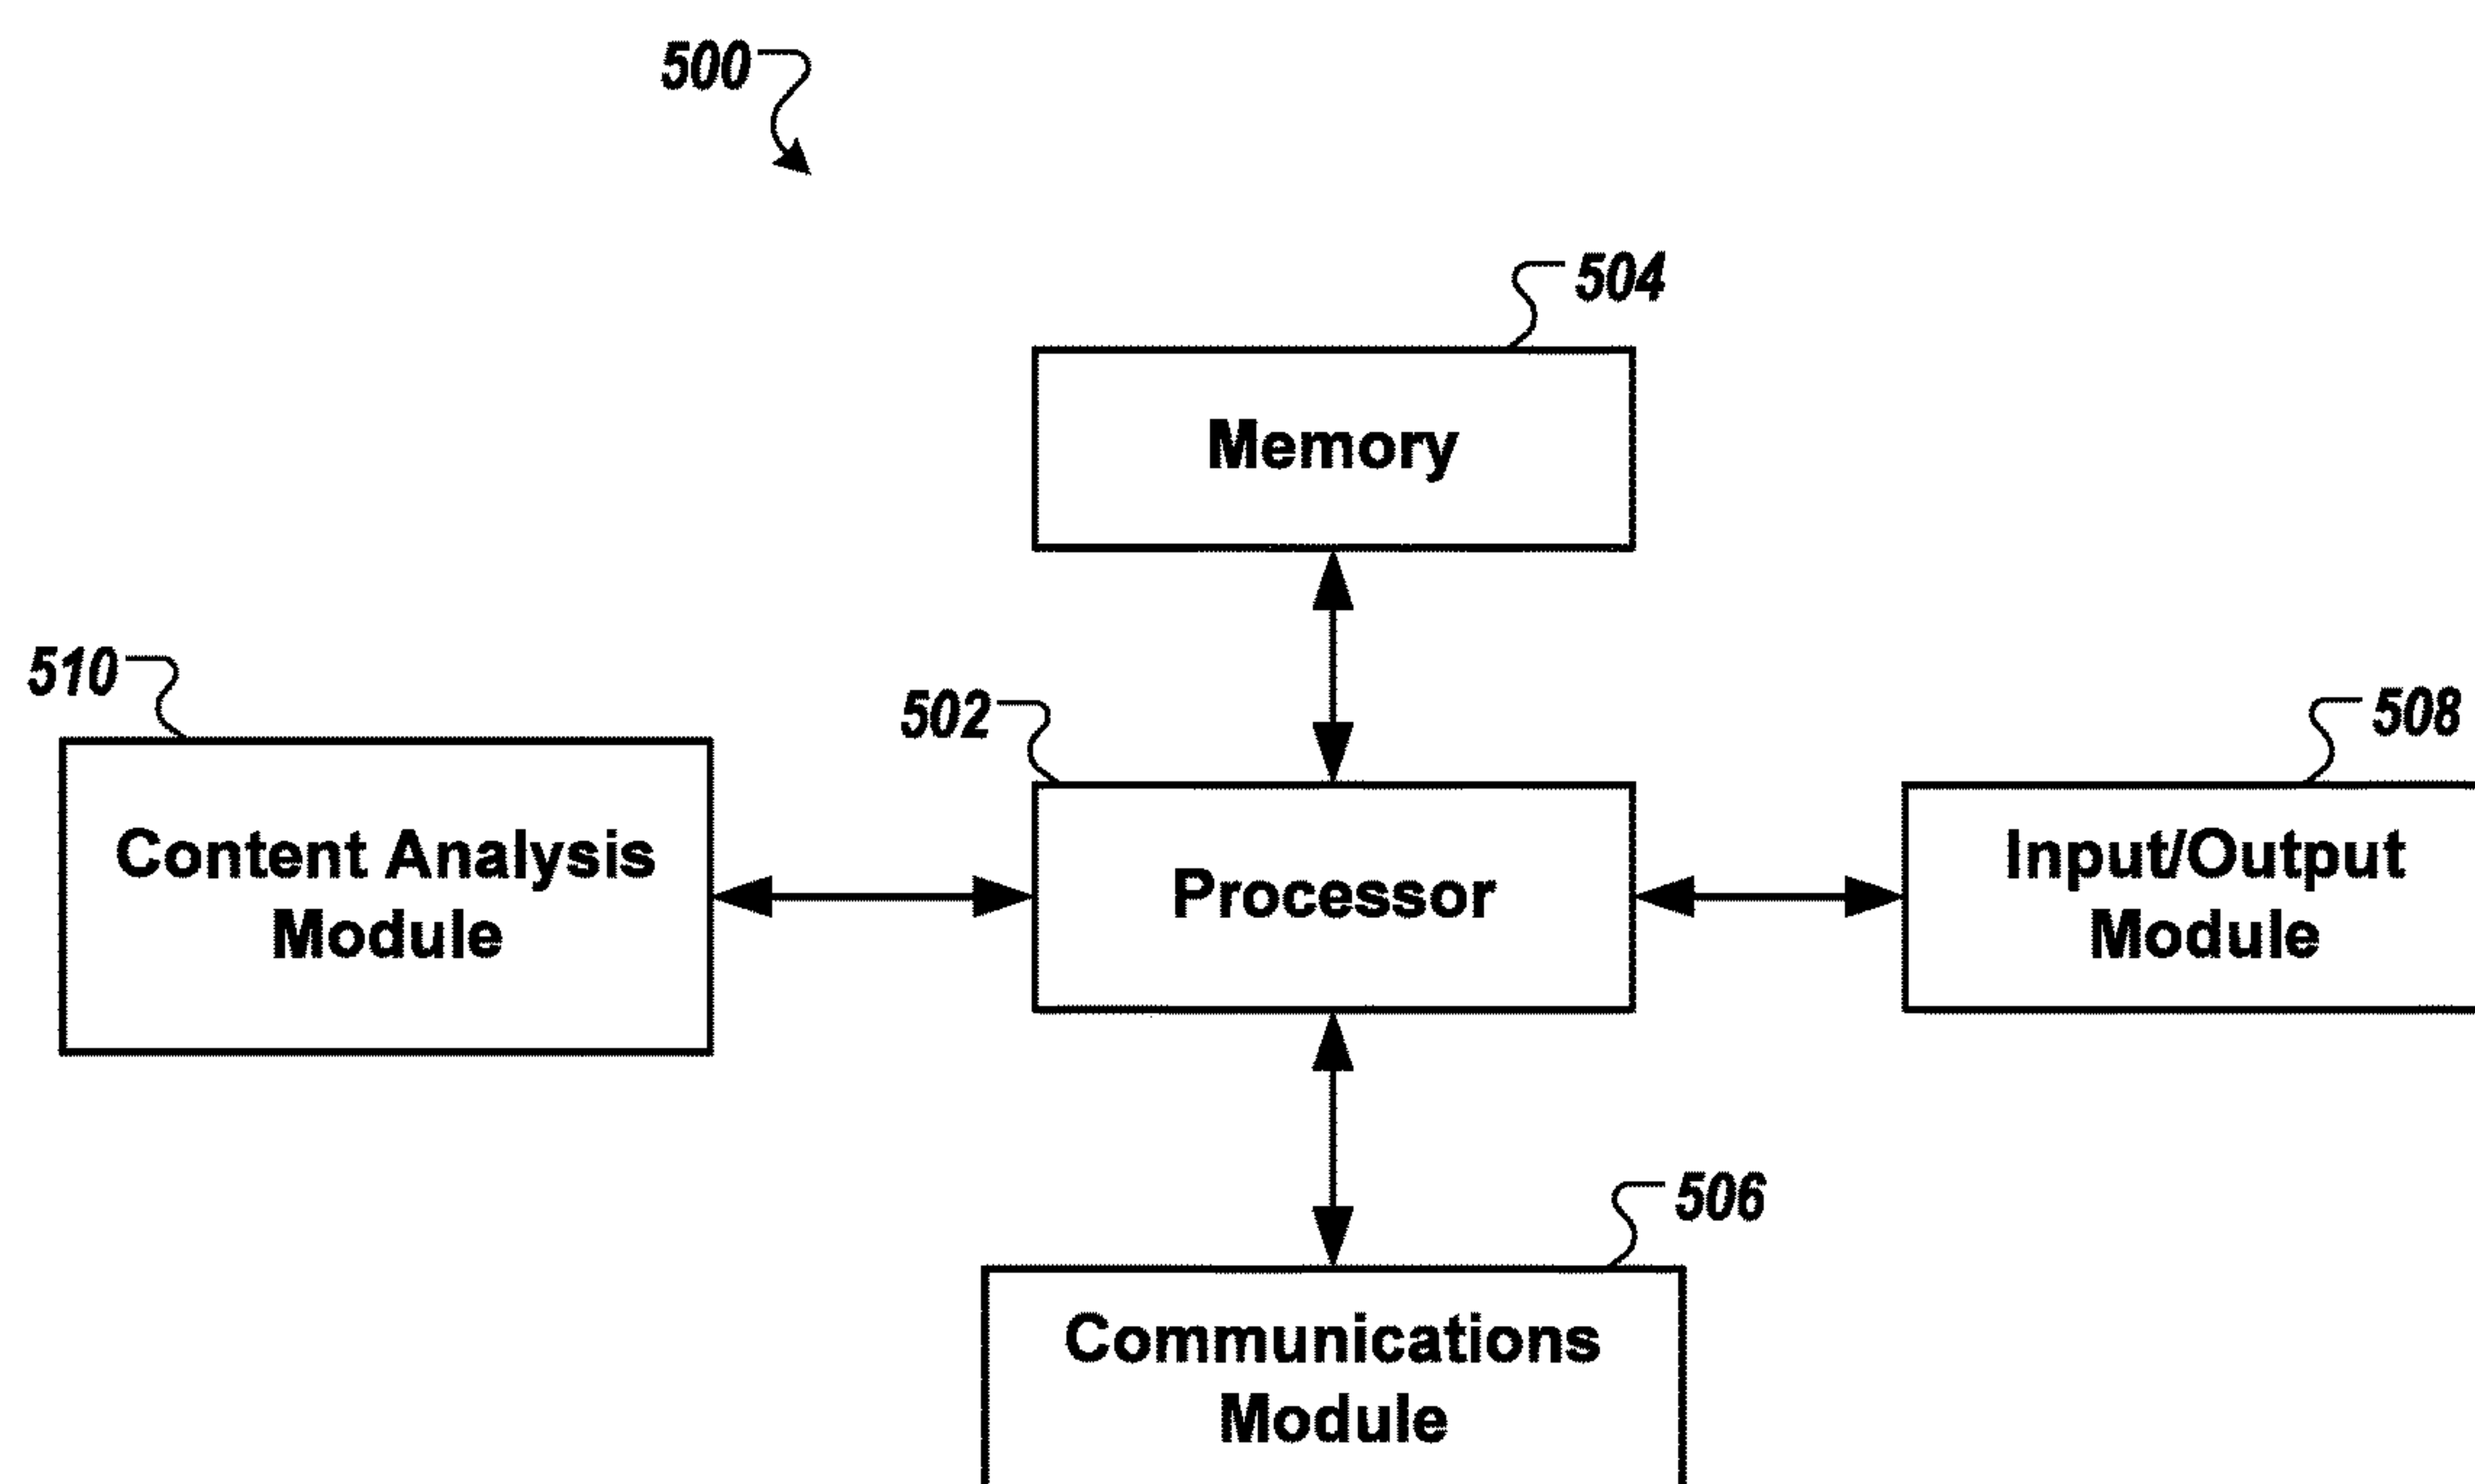 500
504
Memory
510
502
508
Content Analysis
Module
Processor
Input/Output
Module
506
Communications
Module